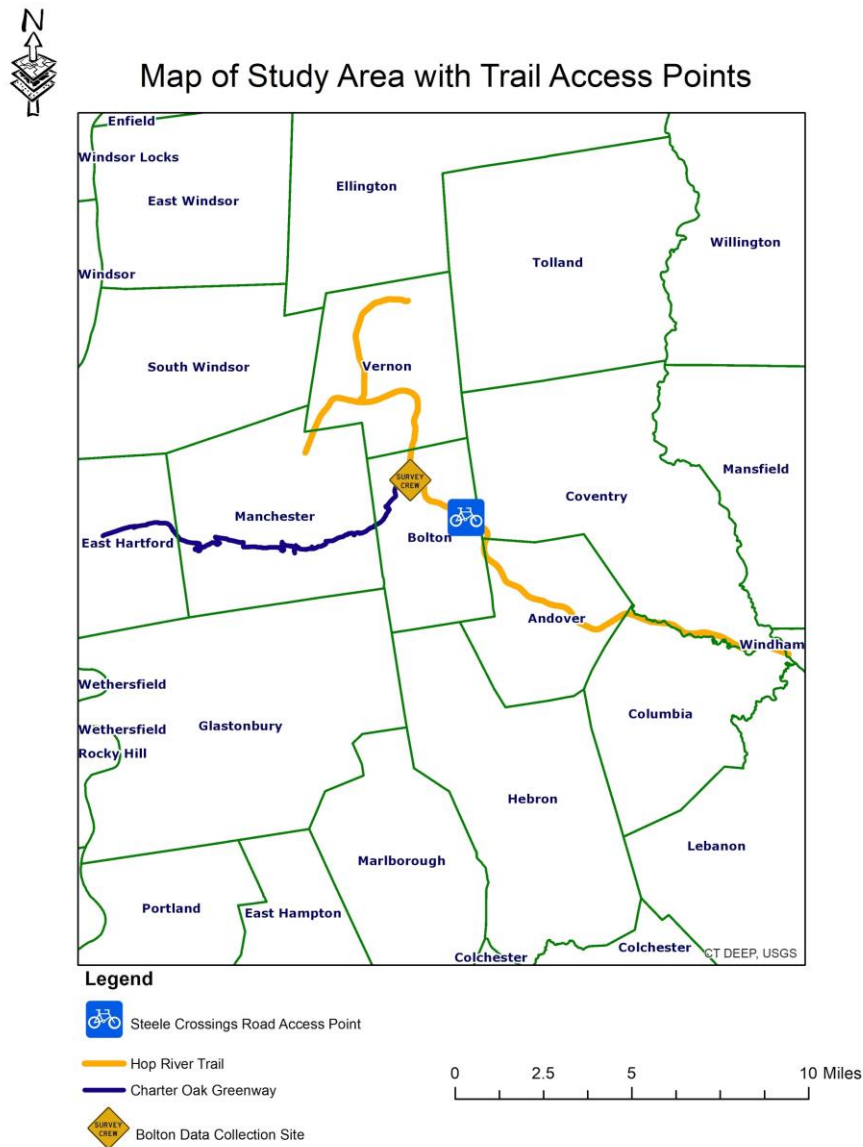 N
Map of Study Area with Trail Access Points
Enfield
Windsor Locks
East Windsor
Ellington
Willington
Tolland
Windsor
South Windsor
Vernon
Mansfield
SURVEY
CREW
Coventry
Manchester
Bolton
East Hartford
Andover
Windham
Wethersfield
Columbia
Glastonbury
Wethersfield
Rocky Hill
Hebron
Lebanon
Marlborough
Portland
East Hampton
Colchester
Colchester
CT DEEP, USGS
Legend
Steele Crossings Road Access Point
Hop River Trail
Charter Oak Greenway
SURVEY
CREW
Bolton Data Collection Site
0 2.5 5 10 Miles